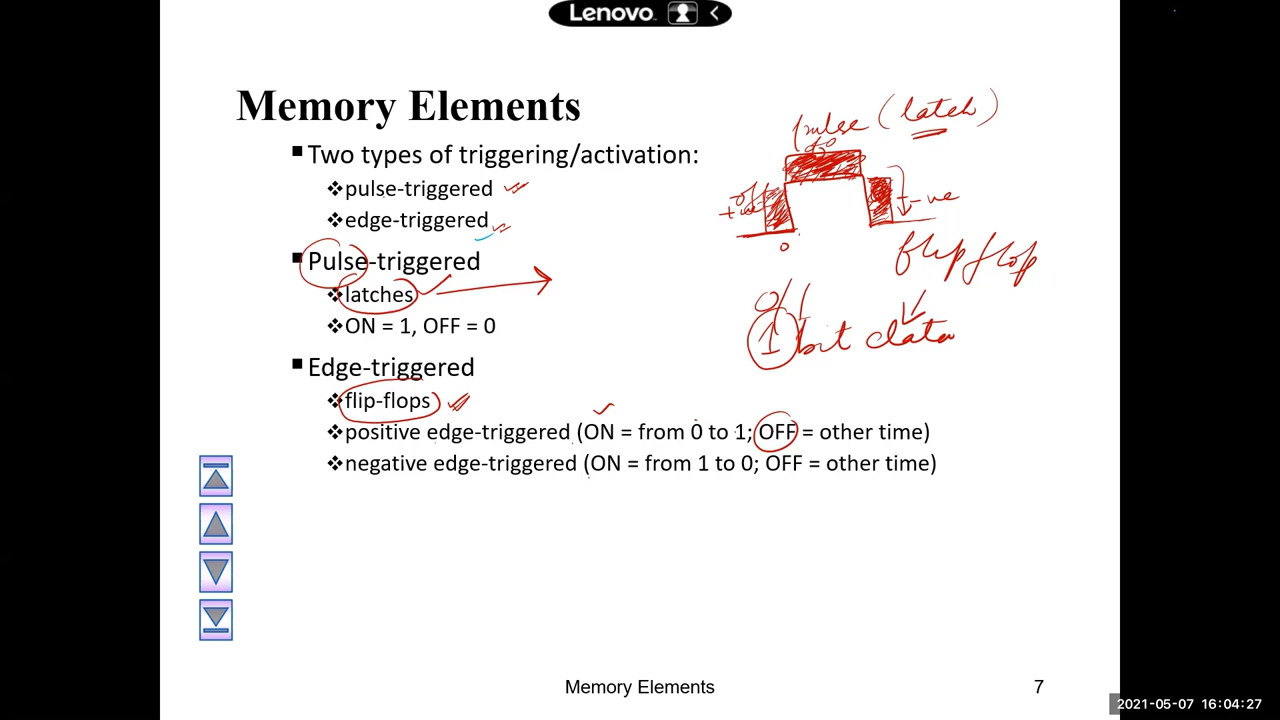 Lenovo
Memory Elements
Two types of triggering/activation:
pulse-triggered
edge-triggered
Pulse-triggered
latches
ON = 1, OFF = 0
Edge-triggered
flip-flops
positive edge-triggered (ON = from 0 to 1; OFF = other time)
negative edge-triggered (ON = from 1 to 0; OFF = other time)
pulse (latch)
+ve
-ve
0
flip flop
0/1
1 bit data
Memory Elements
7
2021-05-07 16:04:27